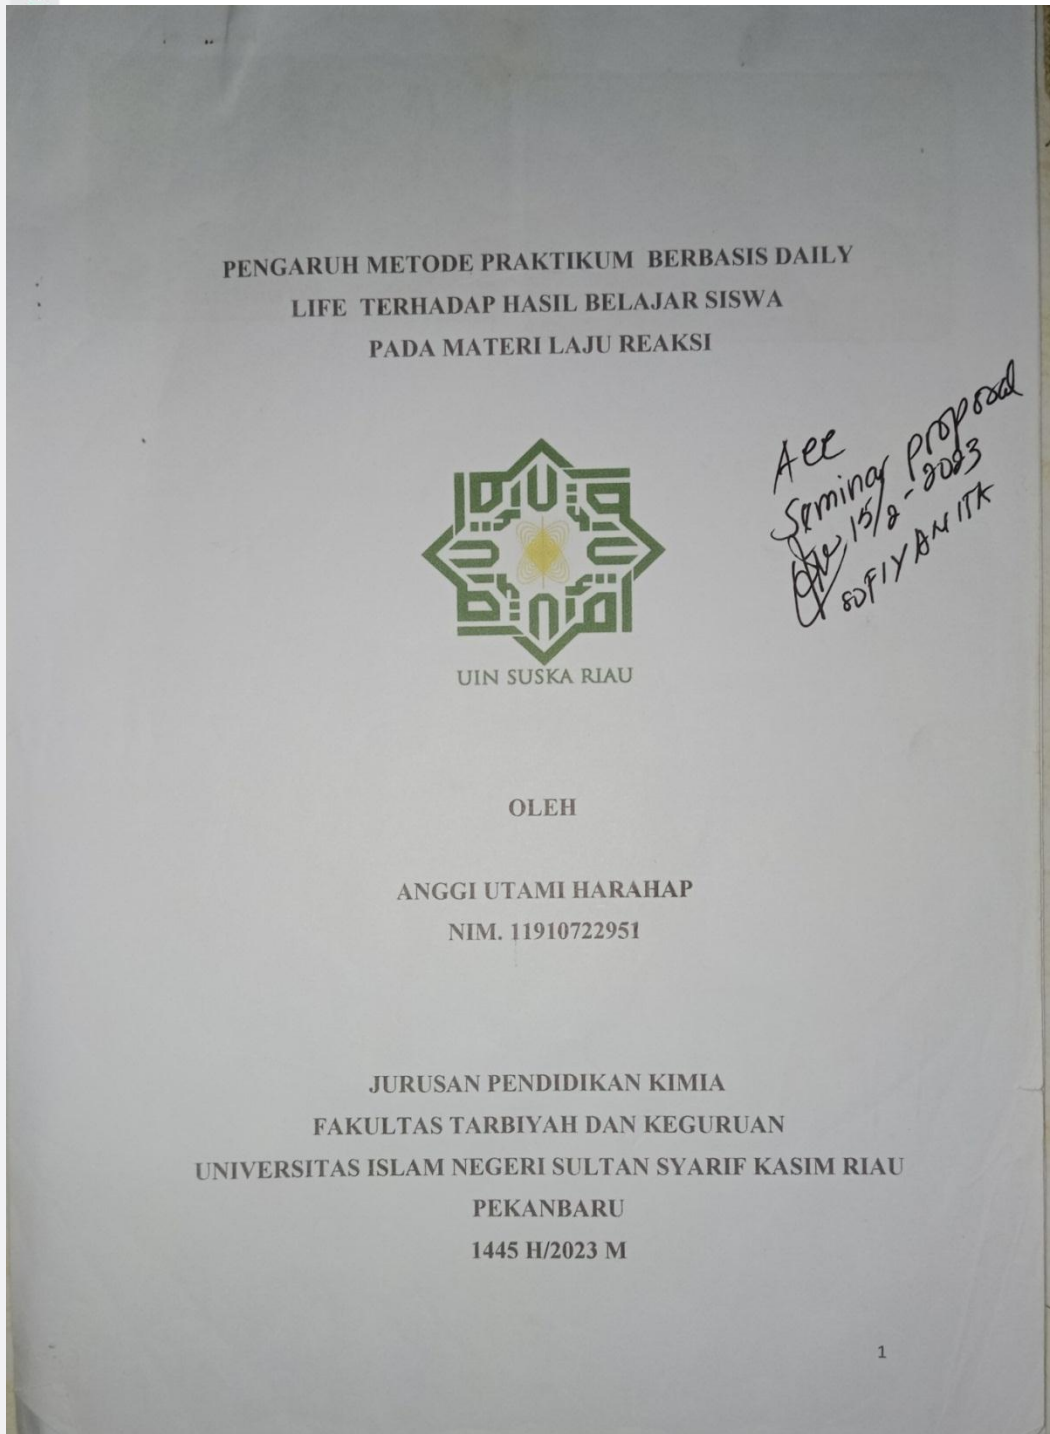 PENGARUH METODE PRAKTIKUM BERBASIS DAILY
LIFE TERHADAP HASIL BELAJAR SISWA
PADA MATERI LAJU REAKSI
Acc
Seminar proposal
15/2-2023
SOFIYANITA
UIN SUSKA RIAU
OLEH
ANGGI UTAMI HARAHAP
NIM. 11910722951
JURUSAN PENDIDIKAN KIMIA
FAKULTAS TARBIYAH DAN KEGURUAN
UNIVERSITAS ISLAM NEGERI SULTAN SYARIF KASIM RIAU
PEKANBARU
1445 H/2023 M
1